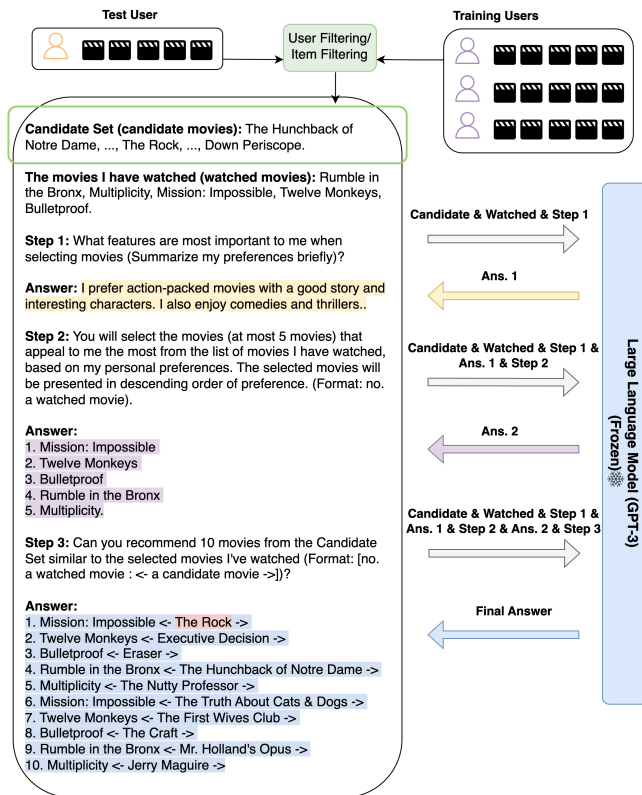 Test User
Training Users
User Filtering/
Item Filtering
Candidate Set (candidate movies): The Hunchback of
Notre Dame, ..., The Rock, ..., Down Periscope.
The movies I have watched (watched movies): Rumble in
the Bronx, Multiplicity, Mission: Impossible, Twelve Monkeys,
Bulletproof.
Step 1: What features are most important to me when
selecting movies (Summarize my preferences briefly)?
Answer: I prefer action-packed movies with a good story and
interesting characters. I also enjoy comedies and thrillers..
Step 2: You will select the movies (at most 5 movies) that
appeal to me the most from the list of movies I have watched,
based on my personal preferences. The selected movies will
be presented in descending order of preference. (Format: no.
a watched movie).
Answer:
1. Mission: Impossible
2. Twelve Monkeys
3. Bulletproof
4. Rumble in the Bronx
5. Multiplicity.
Step 3: Can you recommend 10 movies from the Candidate
Set similar to the selected movies I've watched (Format: [no.
a watched movie : <- a candidate movie ->])?
Answer:
1. Mission: Impossible <- The Rock ->
2. Twelve Monkeys <- Executive Decision ->
3. Bulletproof <- Eraser ->
4. Rumble in the Bronx <- The Hunchback of Notre Dame ->
5. Multiplicity <- The Nutty Professor ->
6. Mission: Impossible <- The Truth About Cats & Dogs ->
7. Twelve Monkeys <- The First Wives Club ->
8. Bulletproof <- The Craft ->
9. Rumble in the Bronx <- Mr. Holland's Opus ->
10. Multiplicity <- Jerry Maguire ->
Candidate & Watched & Step 1
Ans. 1
Candidate & Watched & Step 1 &
Ans. 1 & Step 2
Ans. 2
Candidate & Watched & Step 1 &
Ans. 1 & Step 2 & Ans. 2 & Step 3
Final Answer
Large Language Model (GPT-3)
(Frozen)